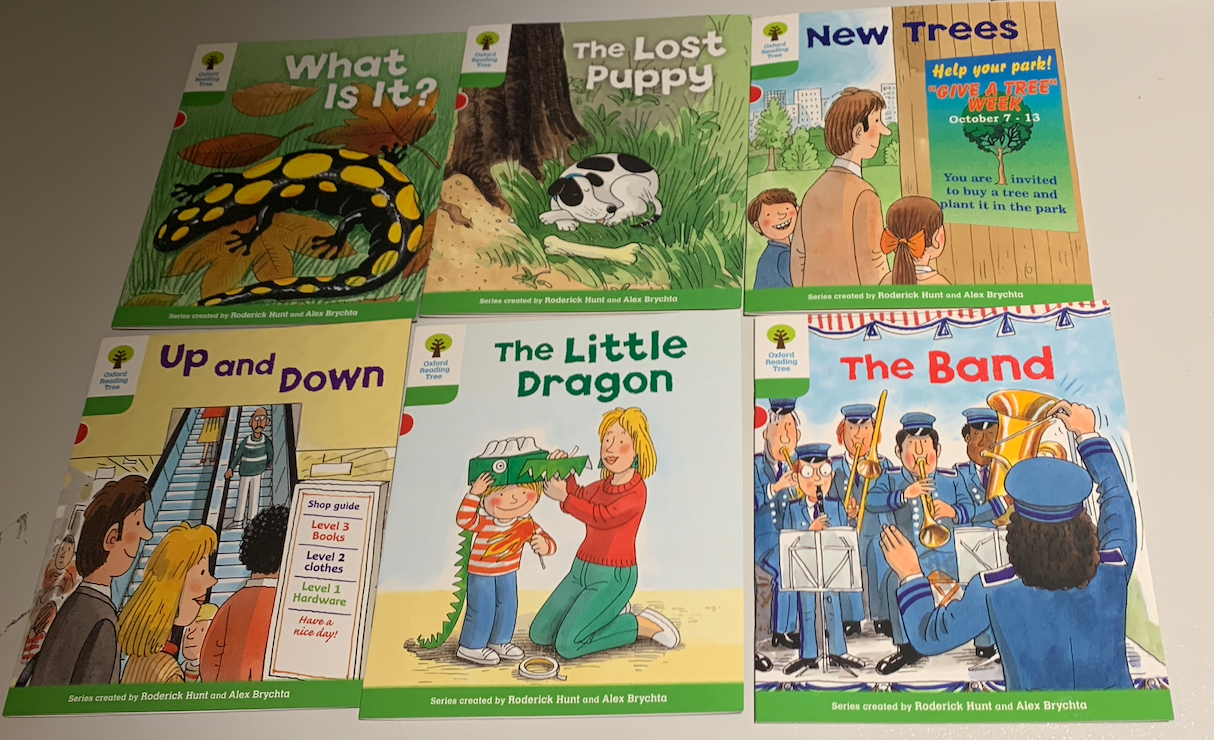 Oxford
Reading
Tree
What
Is It?
Series created by Roderick Hunt and Alex Brychta
Oxford
Reading
Tree
The Lost
Puppy
Series created by Roderick Hunt and Alex Brychta
Oxford
Reading
Tree
New Trees
Help your park!
"GIVE A TREE"
WEEK
October 7 - 13
You are invited
to buy a tree and
plant it in the park
Series created by Roderick Hunt and Alex Brychta
Oxford
Reading
Tree
Up and Down
Shop guide
Level 3
Books
Level 2
clothes
Level 1
Hardware
Have a
nice day!
Series created by Roderick Hunt and Alex Brychta
Oxford
Reading
Tree
The Little
Dragon
Series created by Roderick Hunt and Alex Brychta
Oxford
Reading
Tree
The Band
Series created by Roderick Hunt and Alex Brychta